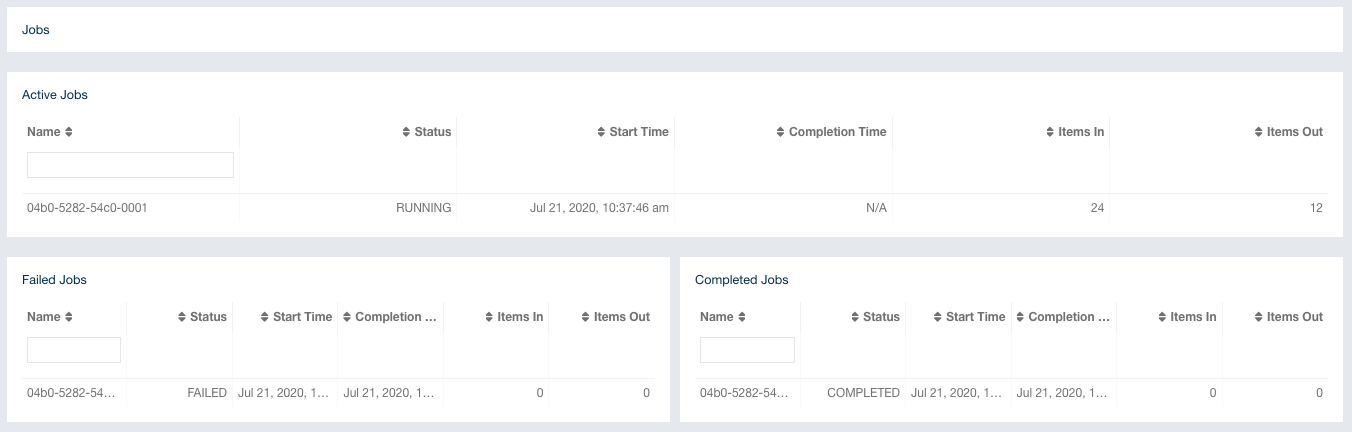 Jobs
Active Jobs
Name Status Start Time Completion Time Items In Items Out
04b0-5282-54c0-0001 RUNNING Jul 21, 2020, 10:37:46 am N/A 24 12
Failed Jobs
Name Status Start Time Completion ... Items In Items Out
04b0-5282-54... FAILED Jul 21, 2020, 1... Jul 21, 2020, 1... 0 0
Completed Jobs
Name Status Start Time Completion ... Items In Items Out
04b0-5282-54... COMPLETED Jul 21, 2020, 1... Jul 21, 2020, 1... 0 0